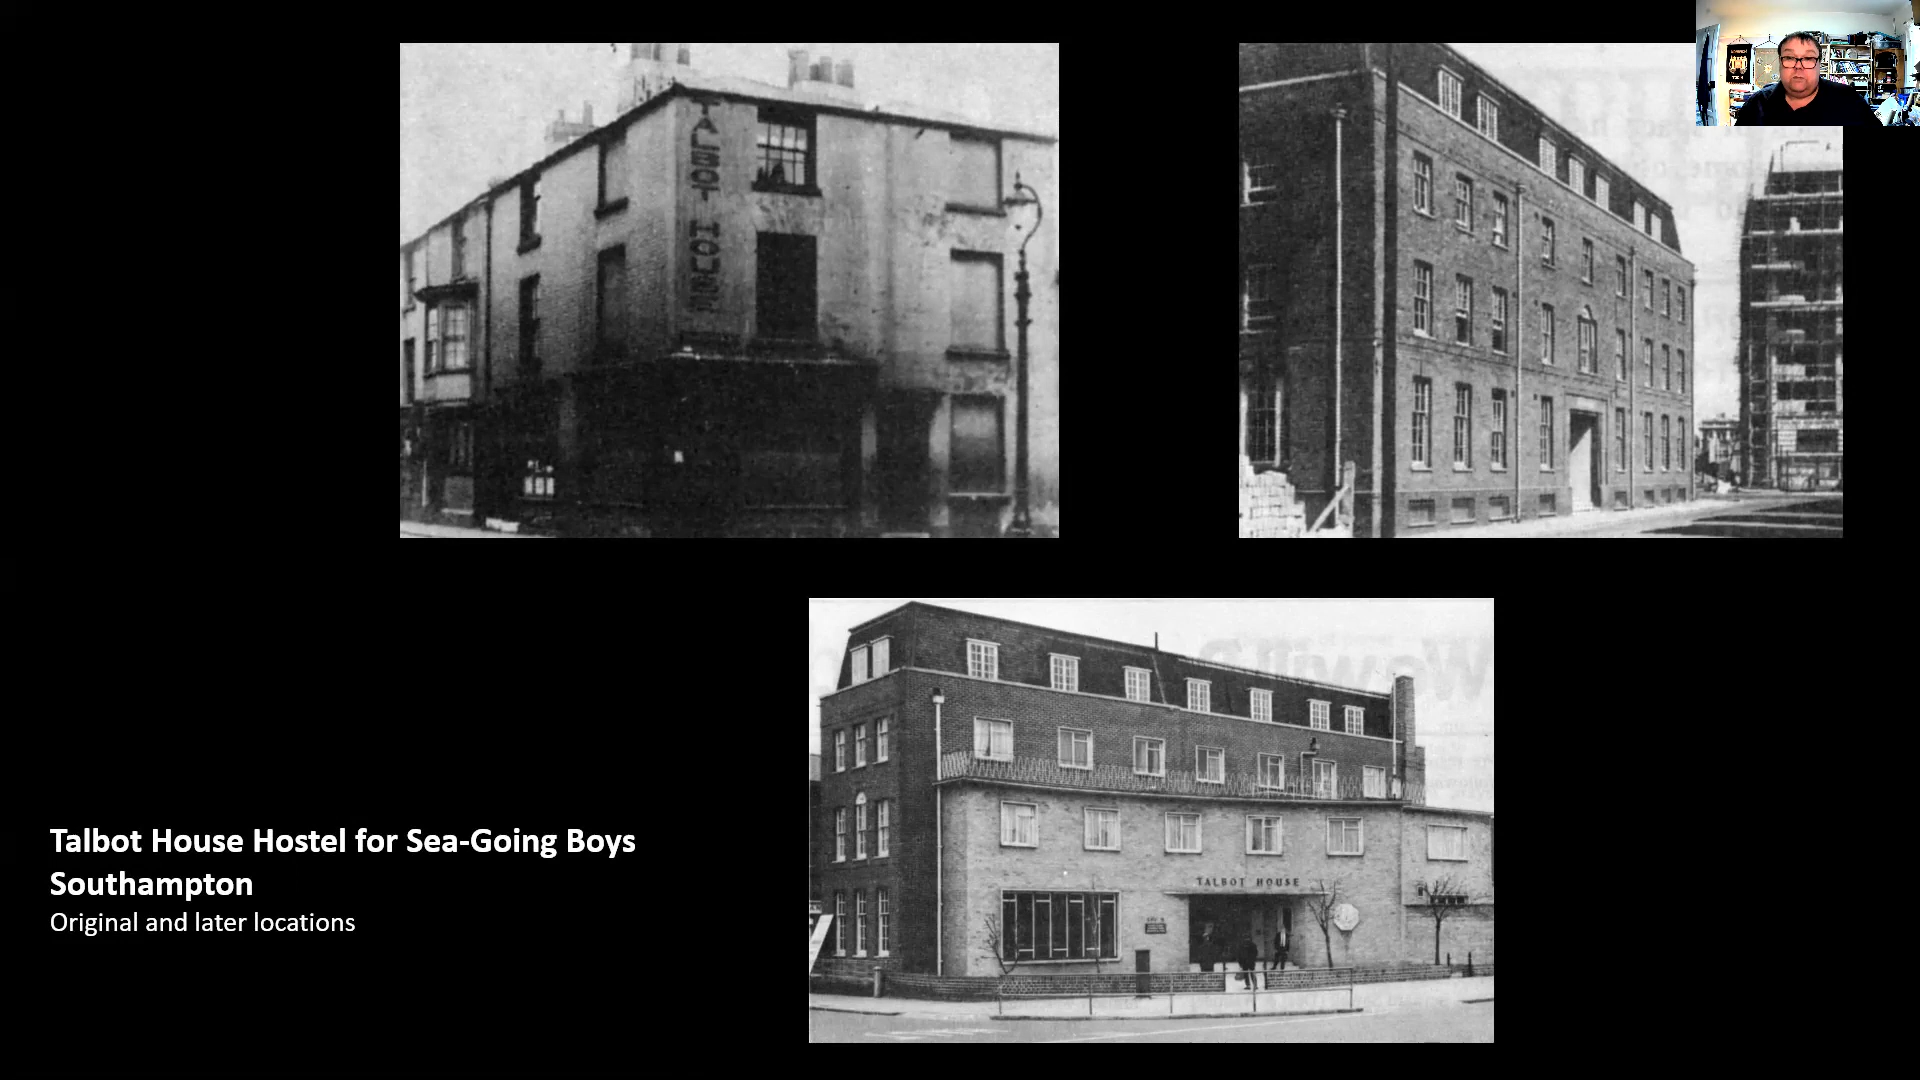 TALBOT HOUSE
TALBOT HOUSE
Talbot House Hostel for Sea-Going Boys
Southampton
Original and later locations